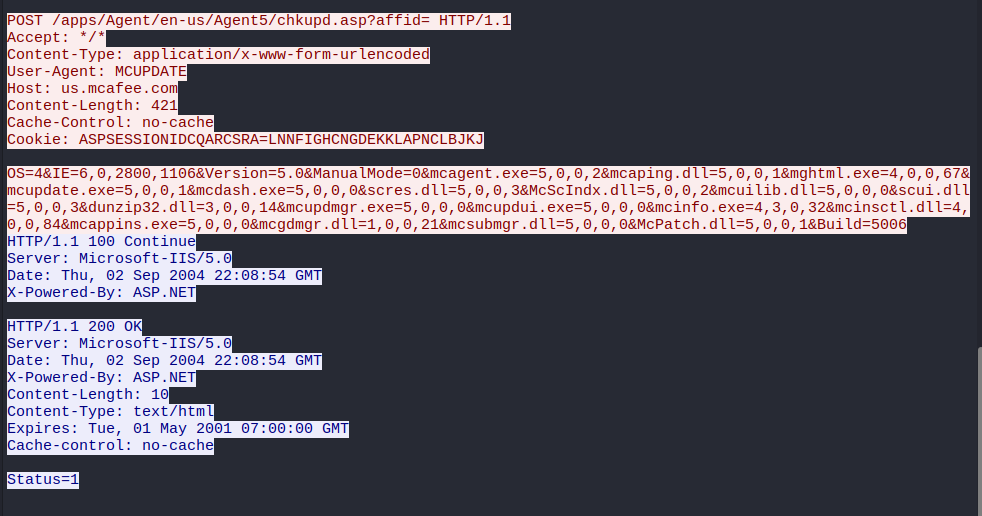 POST /apps/Agent/en-us/Agent5/chkupd.asp?affid= HTTP/1.1
Accept: */*
Content-Type: application/x-www-form-urlencoded
User-Agent: MCUPDATE
Host: us.mcafee.com
Content-Length: 421
Cache-Control: no-cache
Cookie: ASPSESSIONIDCQARCSRA=LNNFIGHCNGDEKKLAPNCLBJKJ
OS=4&IE=6,0,2800,1106&Version=5.0&ManualMode=0&mcagent.exe=5,0,0,2&mcaping.dll=5,0,0,1&mghtml.exe=4,0,0,67&
mcupdate.exe=5,0,0,1&mcdash.exe=5,0,0,0&scres.dll=5,0,0,3&McScIndx.dll=5,0,0,2&mcuilib.dll=5,0,0,0&scui.dll
=5,0,0,3&dunzip32.dll=3,0,0,14&mcupdmgr.exe=5,0,0,0&mcupdui.exe=5,0,0,0&mcinfo.exe=4,3,0,32&mcinsctl.dll=4,
0,0,84&mcappins.exe=5,0,0,0&mcgdmgr.dll=1,0,0,21&mcsubmgr.dll=5,0,0,0&McPatch.dll=5,0,0,1&Build=5006
HTTP/1.1 100 Continue
Server: Microsoft-IIS/5.0
Date: Thu, 02 Sep 2004 22:08:54 GMT
X-Powered-By: ASP.NET
HTTP/1.1 200 OK
Server: Microsoft-IIS/5.0
Date: Thu, 02 Sep 2004 22:08:54 GMT
X-Powered-By: ASP.NET
Content-Length: 10
Content-Type: text/html
Expires: Tue, 01 May 2001 07:00:00 GMT
Cache-control: no-cache
Status=1